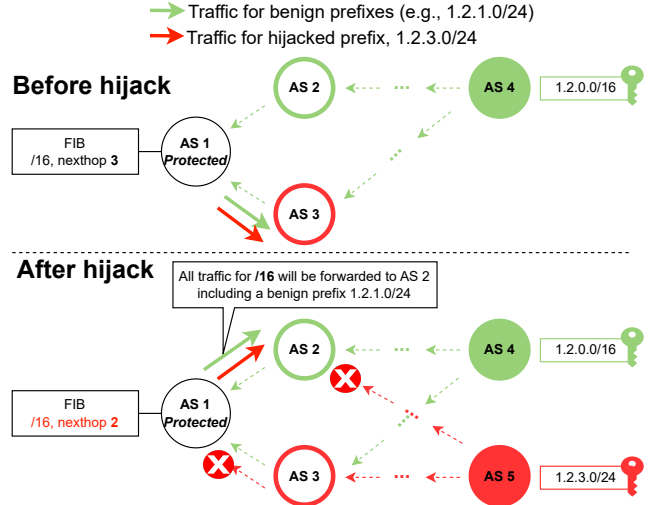 Traffic for benign prefixes (e.g., 1.2.1.0/24)
Traffic for hijacked prefix, 1.2.3.0/24
Before hijack
AS 2
...
AS 4
1.2.0.0/16
FIB
/16, nexthop 3
AS 1
Protected
...
AS 3
After hijack
All traffic for /16 will be forwarded to AS 2
including a benign prefix 1.2.1.0/24
AS 2
...
AS 4
1.2.0.0/16
FIB
/16, nexthop 2
AS 1
Protected
X
...
...
X
AS 3
...
AS 5
1.2.3.0/24